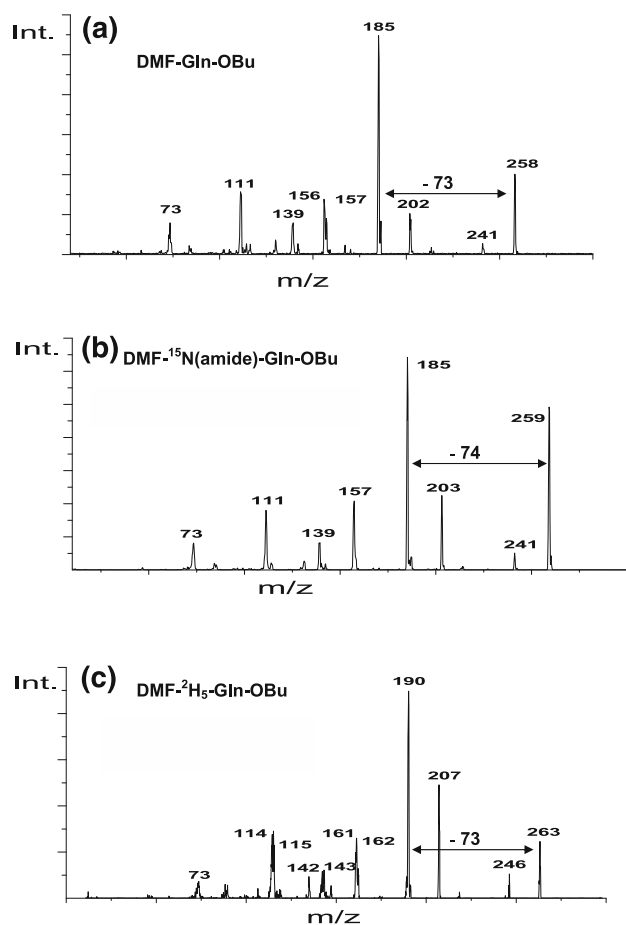 Int.
(a)
DMF-Gln-OBu
185
258
- 73
111
156
157
202
73
139
241
m/z
Int.
(b)
DMF-¹⁵N(amide)-Gln-OBu
185
259
- 74
111
157
203
73
139
241
m/z
Int.
(c)
DMF-²H₅-Gln-OBu
190
207
114
161
- 73
263
115
162
73
142
143
246
m/z